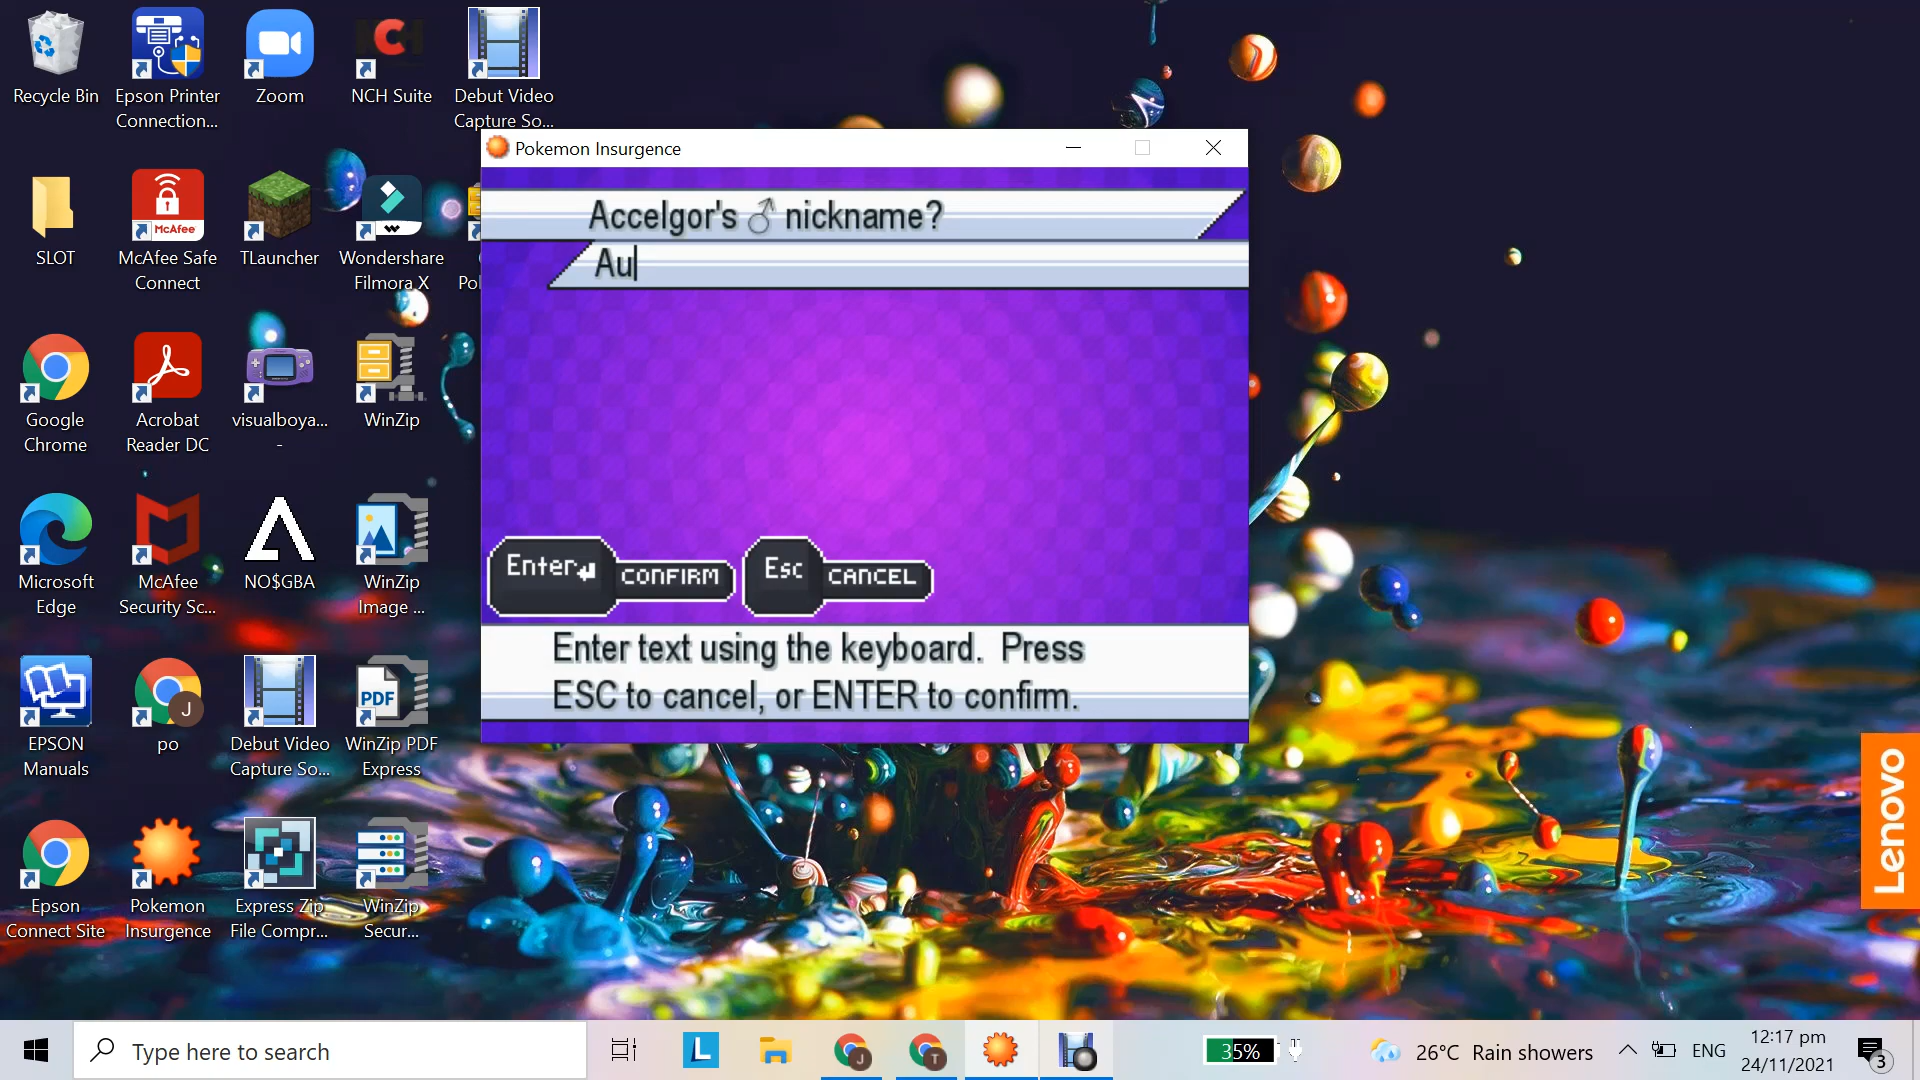 Recycle Bin
Epson Printer
Connection...
Zoom
NCH Suite
Debut Video
Capture So...
SLOT
McAfee
McAfee Safe
Connect
TLauncher
Wondershare
Filmora X
Pol
Google
Chrome
Acrobat
Reader DC
visualboya...
-
WinZip
Microsoft
Edge
McAfee
Security Sc...
NO$GBA
WinZip
Image ...
EPSON
Manuals
J
po
Debut Video
Capture So...
PDF
WinZip PDF
Express
Epson
Connect Site
Pokemon
Insurgence
Express Zip
File Compr...
WinZip
Secur...
Pokemon Insurgence
Accelgor's ♂ nickname?
Au
Enter CONFIRM
Esc CANCEL
Enter text using the keyboard. Press
ESC to cancel, or ENTER to confirm.
Lenovo
Type here to search
L
J
T
35%
26°C Rain showers
ENG
12:17 pm
24/11/2021
3